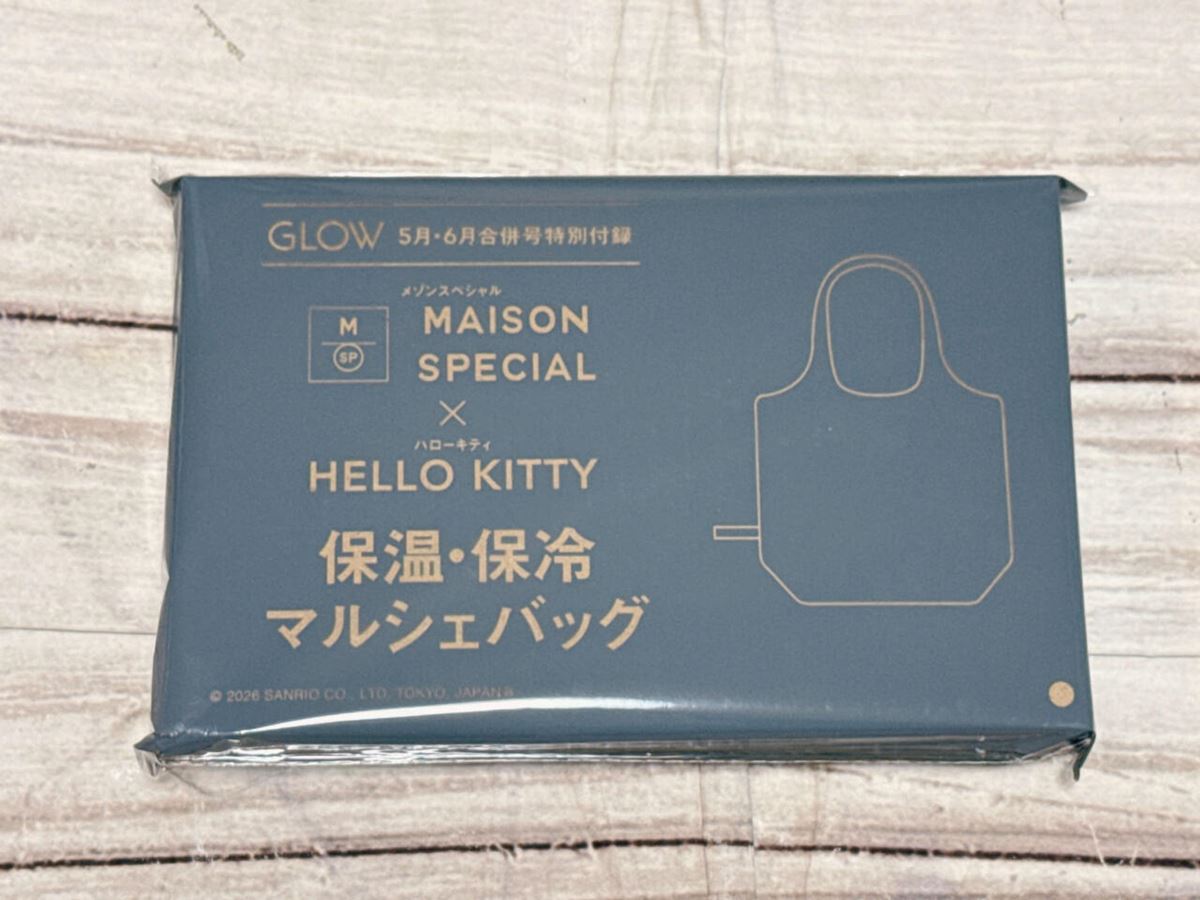 GLOW 5月・6月合併号特別付録
メゾンスペシャル
M
SP
MAISON
SPECIAL
×
ハローキティ
HELLO KITTY
保温・保冷
マルシェバッグ
© 2026 SANRIO CO., LTD. TOKYO, JAPAN Ⓗ